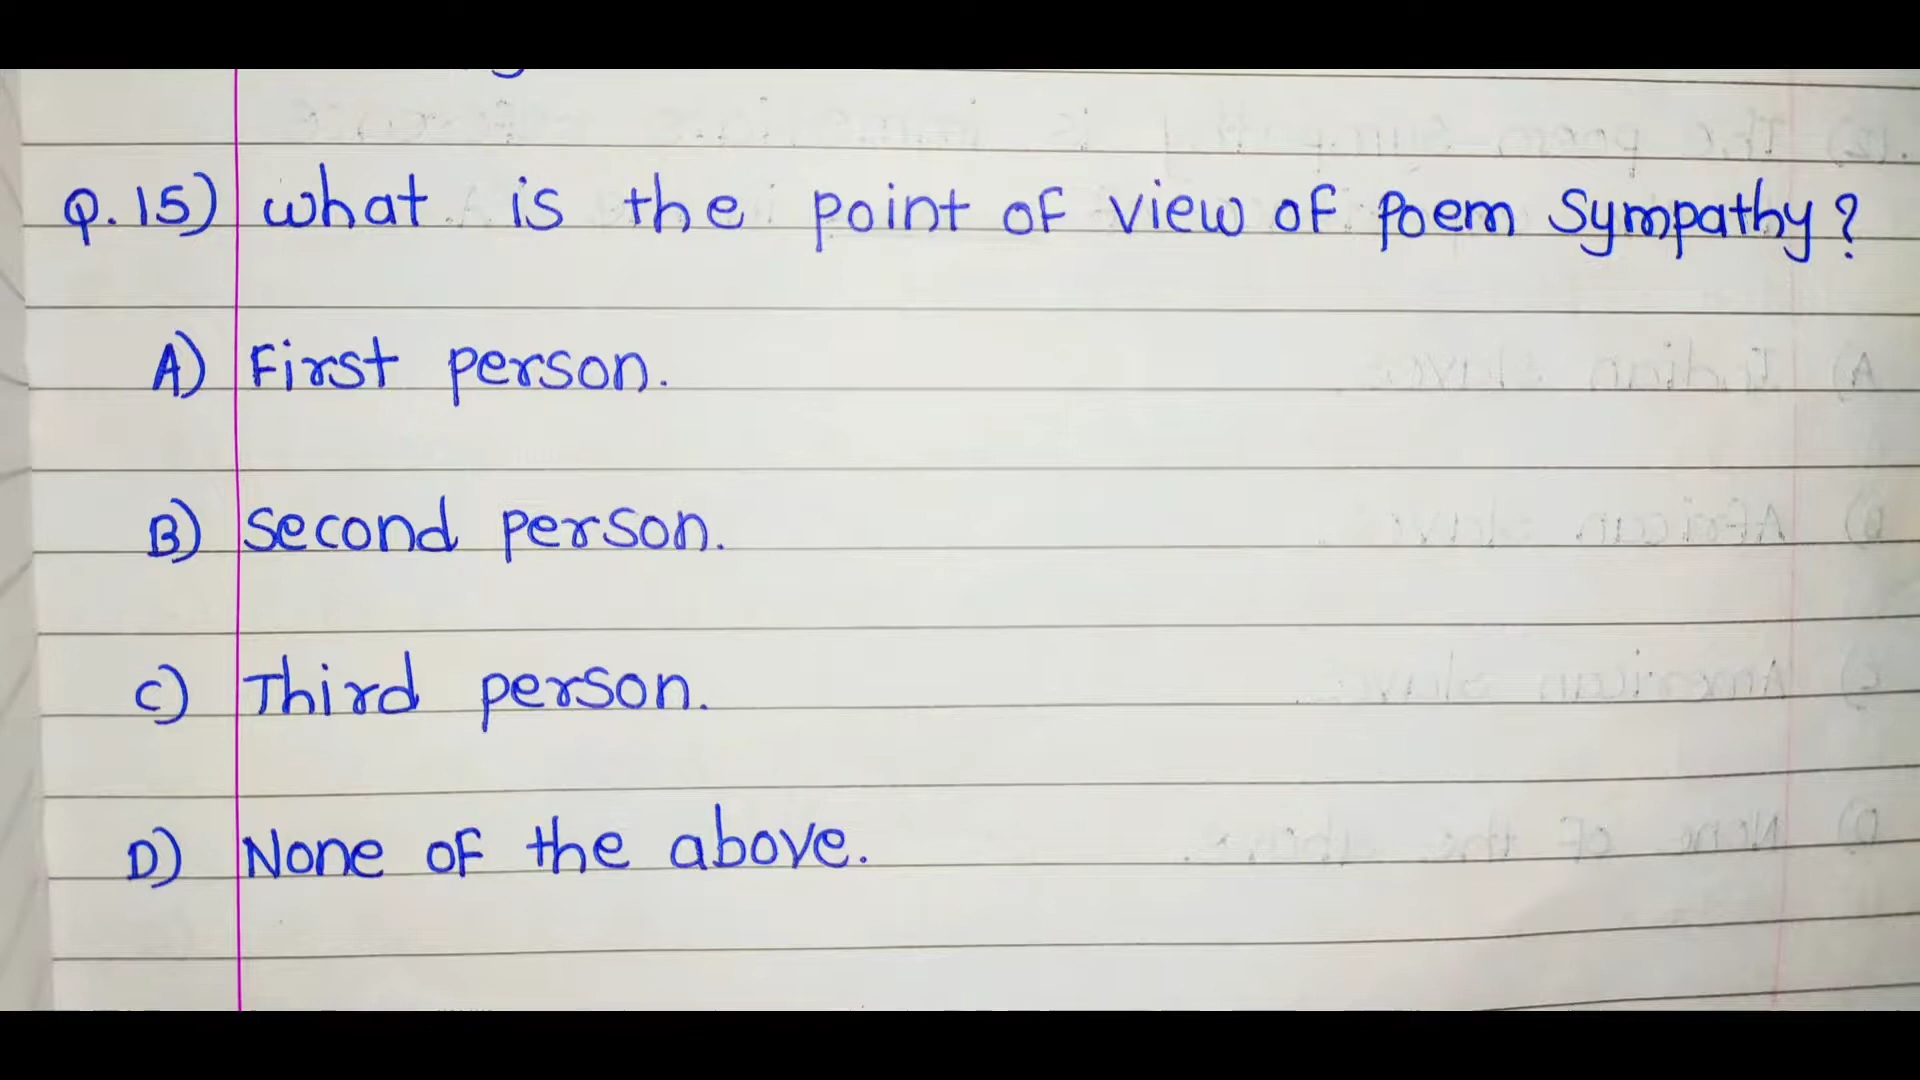 Q.15) what is the point of view of poem Sympathy?
A) First person.
B) Second person.
C) Third person.
D) None of the above.